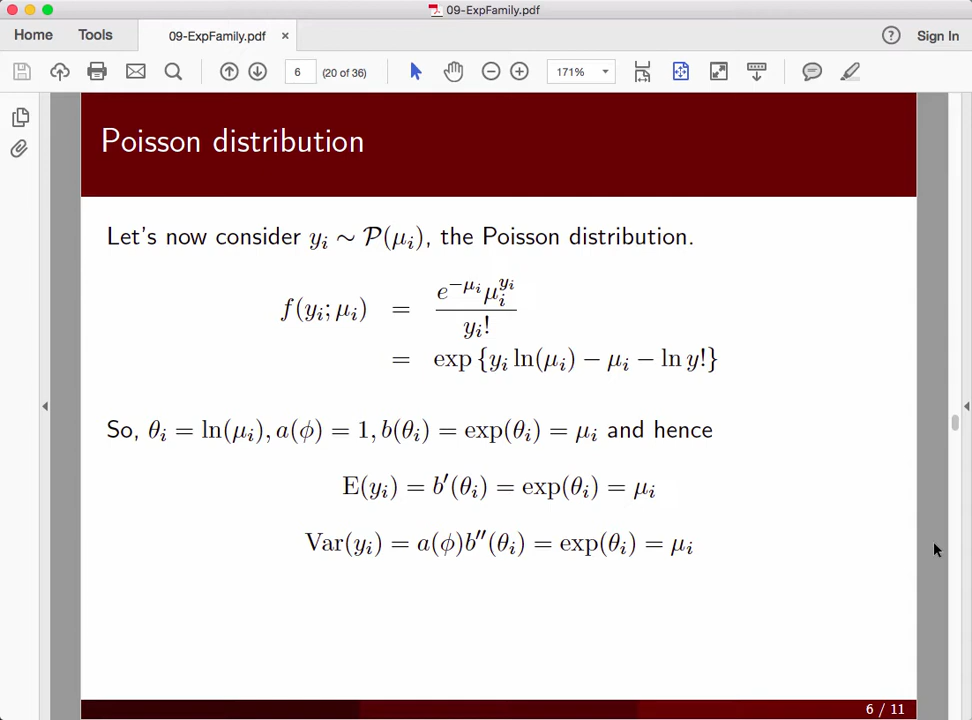 09-ExpFamily.pdf
Home Tools 09-ExpFamily.pdf × ? Sign In
6 (20 of 36) 171%
Poisson distribution
Let's now consider yᵢ ∼ 𝒫(μᵢ), the Poisson distribution.
f(yᵢ; μᵢ) = e^{−μᵢ} μᵢ^{yᵢ} / yᵢ!
= exp {yᵢ ln(μᵢ) − μᵢ − ln y!}
So, θᵢ = ln(μᵢ), a(ϕ) = 1, b(θᵢ) = exp(θᵢ) = μᵢ and hence
E(yᵢ) = b′(θᵢ) = exp(θᵢ) = μᵢ
Var(yᵢ) = a(ϕ)b″(θᵢ) = exp(θᵢ) = μᵢ
6 / 11